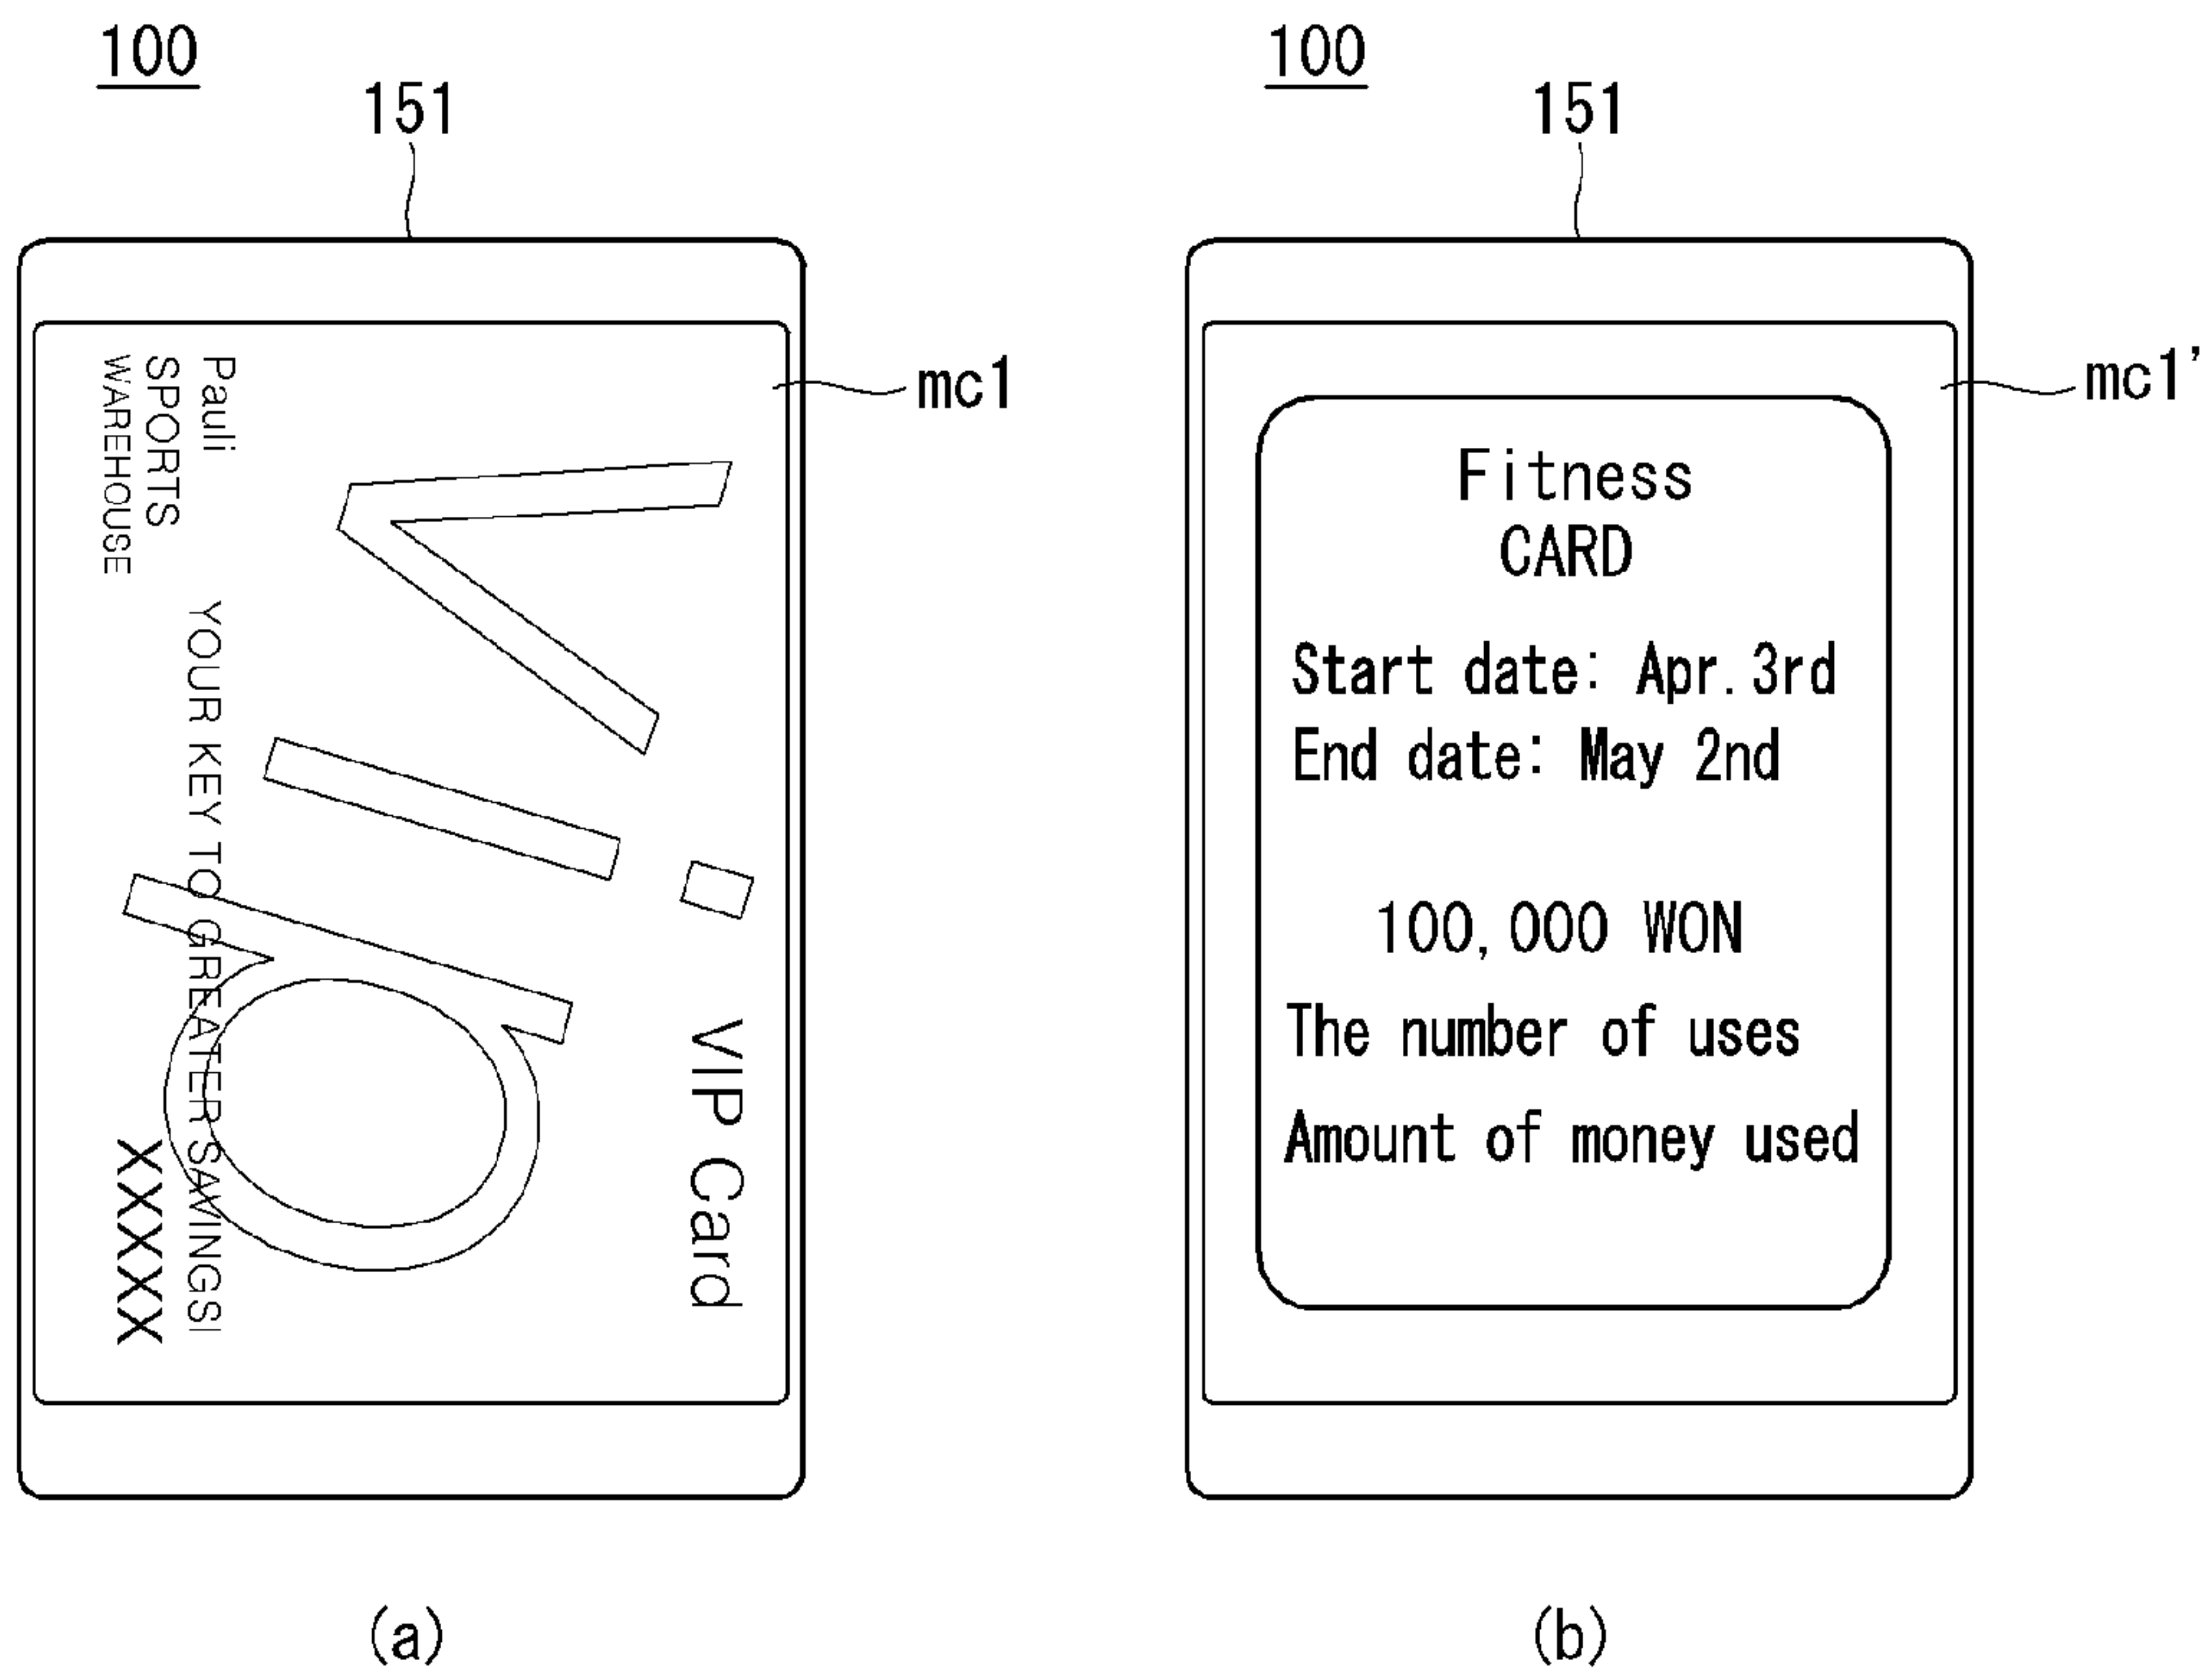 100
151
mc1
VIP Card
Vip
Pauli
SPORTS
WAREHOUSE
YOUR KEY TO GREATER SAWINGS!
XXXXX
(a)
100
151
mc1'
Fitness
CARD
Start date: Apr. 3rd
End date: May 2nd
100,000 WON
The number of uses
Amount of money used
(b)